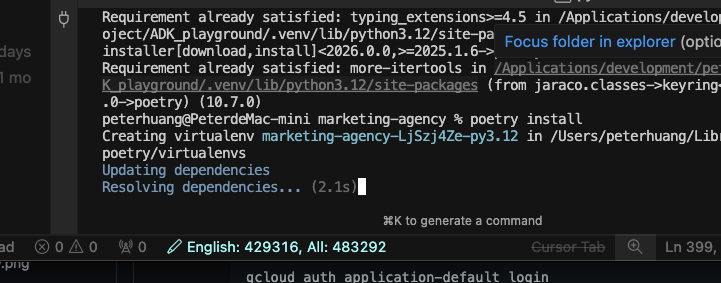 Requirement already satisfied: typing_extensions>=4.5 in /Applications/develo
oject/ADK_playground/.venv/lib/python3.12/site-pa
installer[download,install]<2026.0.0,>=2025.1.6->
Focus folder in explorer (optio
Requirement already satisfied: more-itertools in /Applications/development/pet
K_playground/.venv/lib/python3.12/site-packages (from jaraco.classes->keyring<
.0->poetry) (10.7.0)
days
1 mo
peterhuang@PeterdeMac-mini marketing-agency % poetry install
Creating virtualenv marketing-agency-LjSzj4Ze-py3.12 in /Users/peterhuang/Libr
poetry/virtualenvs
Updating dependencies
Resolving dependencies... (2.1s)
⌘K to generate a command
ad 0 0 0 English: 429316, All: 483292 Cursor Tab Ln 399,
.png
gcloud auth application-default login